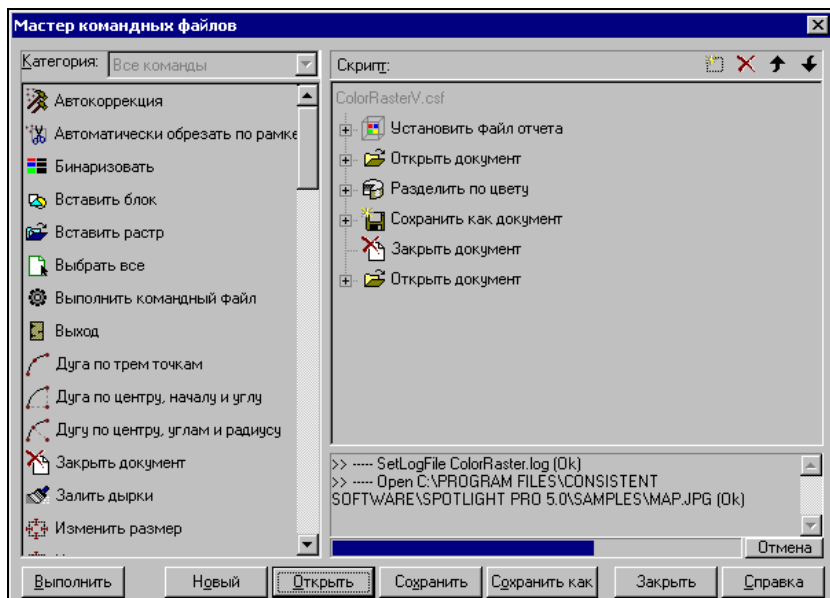 Мастер командных файлов
Категория: Все команды
Автокоррекция
Автоматически обрезать по рамке
Бинаризовать
Вставить блок
Вставить растр
Выбрать все
Выполнить командный файл
Выход
Дуга по трем точкам
Дуга по центру, началу и углу
Дугу по центру, углам и радиусу
Закрыть документ
Залить дырки
Изменить размер
Скрипт:
ColorRasterV.csf
Установить файл отчета
Открыть документ
Разделить по цвету
Сохранить как документ
Закрыть документ
Открыть документ
>> ----- SetLogFile ColorRaster.log (Ok)
>> ----- Open C:\PROGRAM FILES\CONSISTENT
SOFTWARE\SPOTLIGHT PRO 5.0\SAMPLES\MAP.JPG (Ok)
Отмена
Выполнить Новый Открыть Сохранить Сохранить как Закрыть Справка